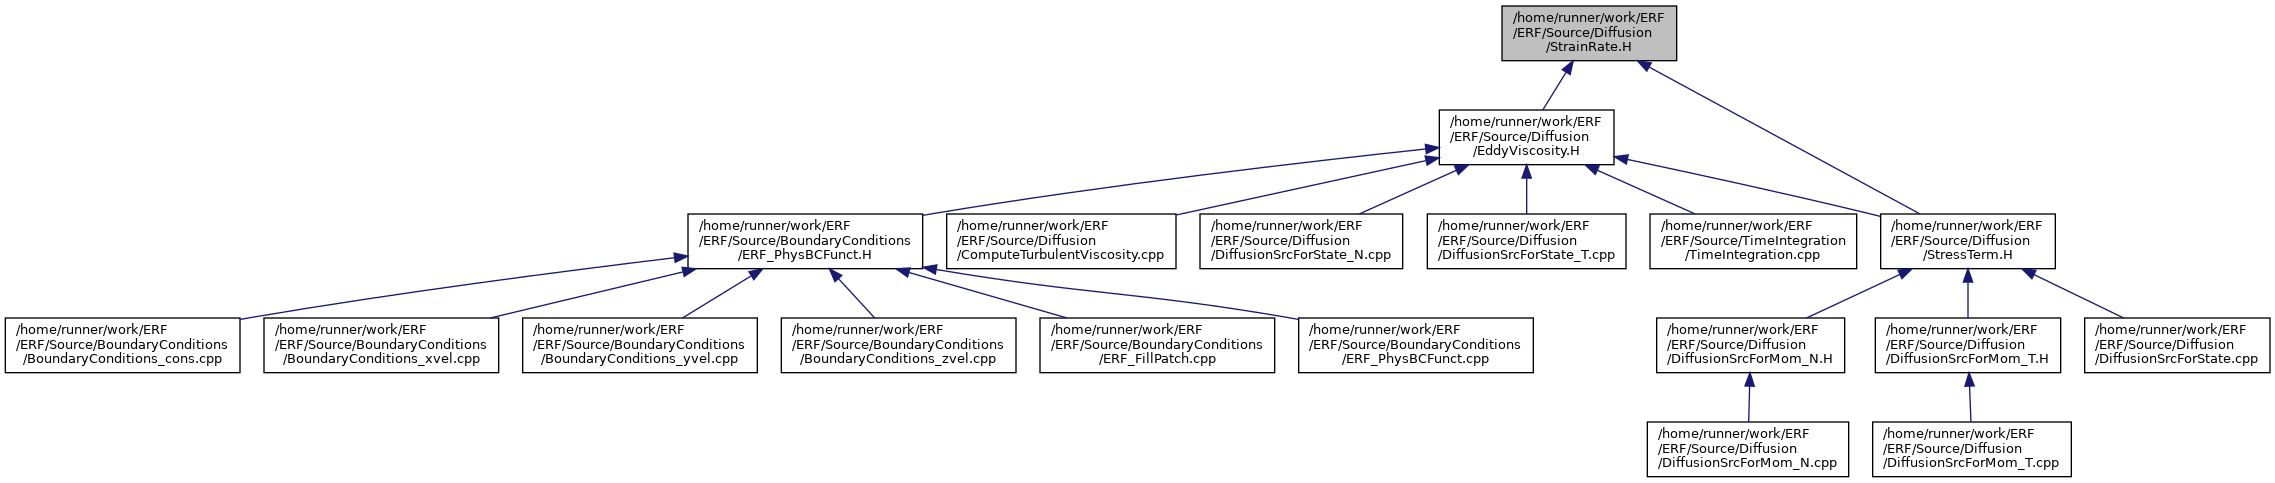 /home/runner/work/ERF
/ERF/Source/Diffusion
/StrainRate.H
/home/runner/work/ERF
/ERF/Source/Diffusion
/EddyViscosity.H
/home/runner/work/ERF
/ERF/Source/BoundaryConditions
/ERF_PhysBCFunct.H
/home/runner/work/ERF
/ERF/Source/Diffusion
/ComputeTurbulentViscosity.cpp
/home/runner/work/ERF
/ERF/Source/Diffusion
/DiffusionSrcForState_N.cpp
/home/runner/work/ERF
/ERF/Source/Diffusion
/DiffusionSrcForState_T.cpp
/home/runner/work/ERF
/ERF/Source/TimeIntegration
/TimeIntegration.cpp
/home/runner/work/ERF
/ERF/Source/Diffusion
/StressTerm.H
/home/runner/work/ERF
/ERF/Source/BoundaryConditions
/BoundaryConditions_cons.cpp
/home/runner/work/ERF
/ERF/Source/BoundaryConditions
/BoundaryConditions_xvel.cpp
/home/runner/work/ERF
/ERF/Source/BoundaryConditions
/BoundaryConditions_yvel.cpp
/home/runner/work/ERF
/ERF/Source/BoundaryConditions
/BoundaryConditions_zvel.cpp
/home/runner/work/ERF
/ERF/Source/BoundaryConditions
/ERF_FillPatch.cpp
/home/runner/work/ERF
/ERF/Source/BoundaryConditions
/ERF_PhysBCFunct.cpp
/home/runner/work/ERF
/ERF/Source/Diffusion
/DiffusionSrcForMom_N.H
/home/runner/work/ERF
/ERF/Source/Diffusion
/DiffusionSrcForMom_T.H
/home/runner/work/ERF
/ERF/Source/Diffusion
/DiffusionSrcForState.cpp
/home/runner/work/ERF
/ERF/Source/Diffusion
/DiffusionSrcForMom_N.cpp
/home/runner/work/ERF
/ERF/Source/Diffusion
/DiffusionSrcForMom_T.cpp